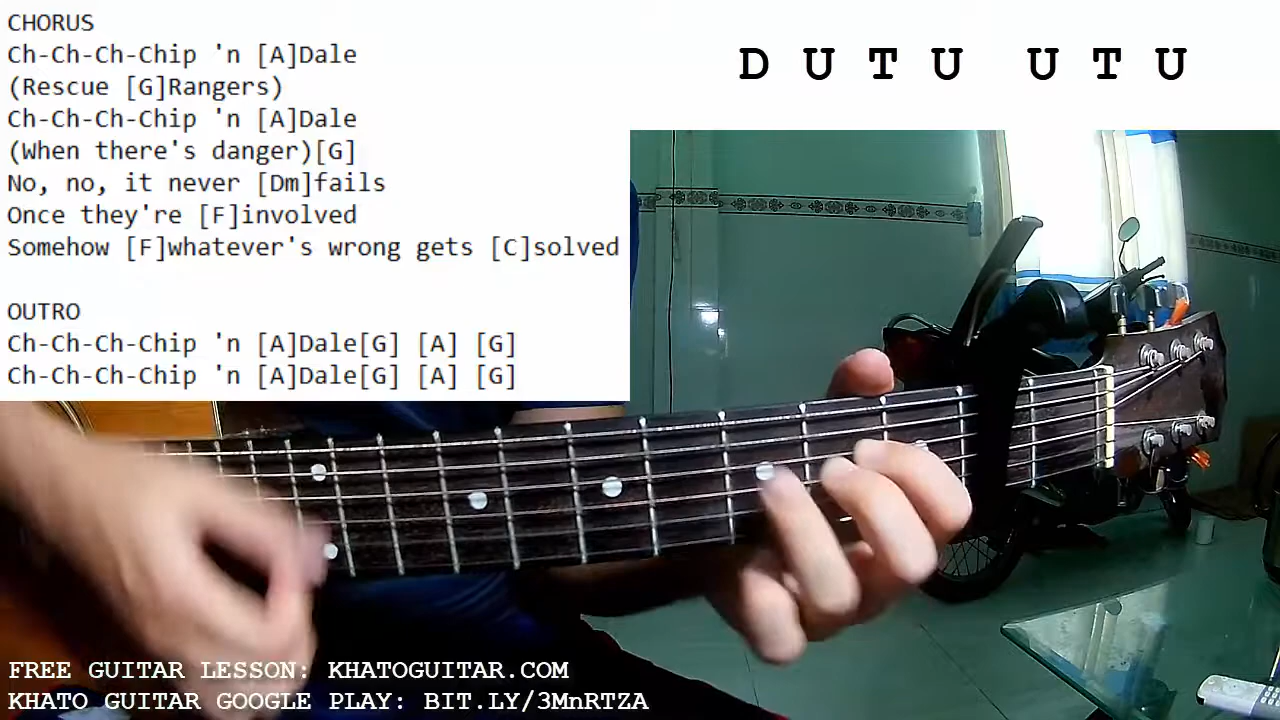 CHORUS
Ch-Ch-Ch-Chip 'n [A]Dale
(Rescue [G]Rangers)
Ch-Ch-Ch-Chip 'n [A]Dale
(When there's danger)[G]
No, no, it never [Dm]fails
Once they're [F]involved
Somehow [F]whatever's wrong gets [C]solved
OUTRO
Ch-Ch-Ch-Chip 'n [A]Dale[G] [A] [G]
Ch-Ch-Ch-Chip 'n [A]Dale[G] [A] [G]
D U T U  U T U
FREE GUITAR LESSON: KHATOGUITAR.COM
KHATO GUITAR GOOGLE PLAY: BIT.LY/3MnRTZA